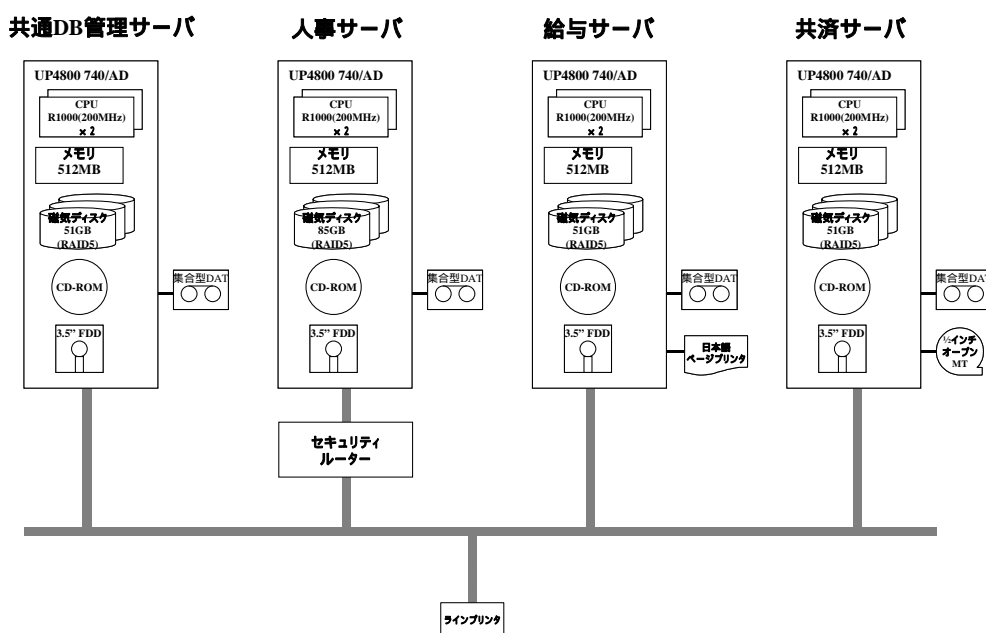 共通DB管理サーバ
人事サーバ
給与サーバ
共済サーバ
UP4800 740/AD
CPU
R1000(200MHz)
× 2
メモリ
512MB
磁気ディスク
51GB
(RAID5)
CD-ROM
集合型DAT
3.5” FDD
UP4800 740/AD
CPU
R1000(200MHz)
× 2
メモリ
512MB
磁気ディスク
85GB
(RAID5)
CD-ROM
集合型DAT
3.5” FDD
UP4800 740/AD
CPU
R1000(200MHz)
× 2
メモリ
512MB
磁気ディスク
51GB
(RAID5)
CD-ROM
集合型DAT
3.5” FDD
日本語
ページプリンタ
UP4800 740/AD
CPU
R1000(200MHz)
× 2
メモリ
512MB
磁気ディスク
51GB
(RAID5)
CD-ROM
集合型DAT
3.5” FDD
½インチ
オープン
MT
セキュリティ
ルーター
ラインプリンタ